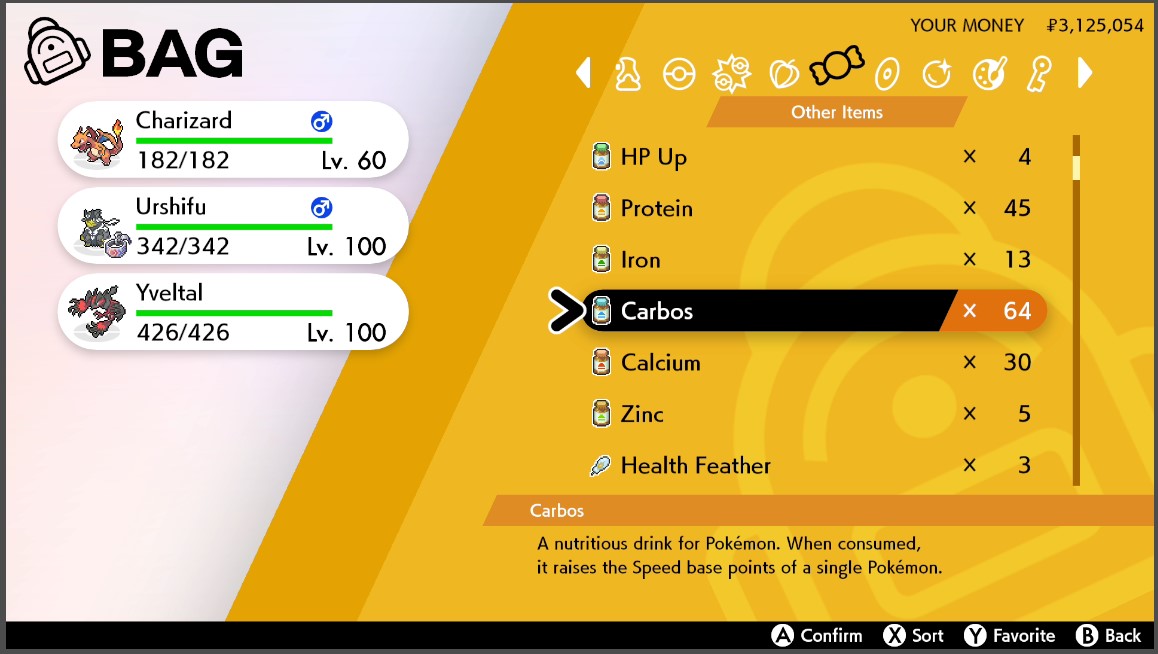 BAG
YOUR MONEY ₽3,125,054
Charizard ♂
182/182 Lv. 60
Urshifu ♂
342/342 Lv. 100
Yveltal
426/426 Lv. 100
Other Items
HP Up × 4
Protein × 45
Iron × 13
Carbos × 64
Calcium × 30
Zinc × 5
Health Feather × 3
Carbos
A nutritious drink for Pokémon. When consumed,
it raises the Speed base points of a single Pokémon.
A Confirm X Sort Y Favorite B Back